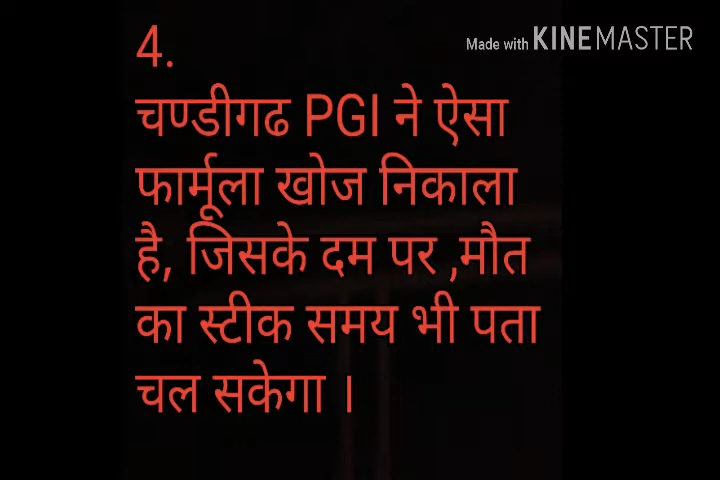 Made with KINEMASTER
4.
चण्डीगढ PGI ने ऐसा
फार्मूला खोज निकाला
है, जिसके दम पर ,मौत
का स्टीक समय भी पता
चल सकेगा ।